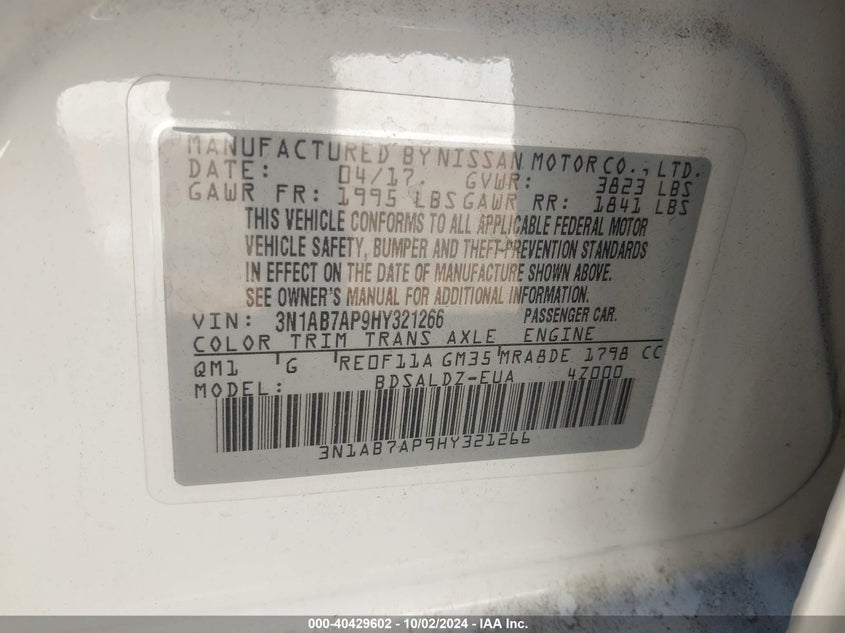 MANUFACTURED BY NISSAN MOTOR CO., LTD.
DATE: 04/17. GVWR: 3823 LBS
GAWR FR: 1995 LBS GAWR RR: 1841 LBS
THIS VEHICLE CONFORMS TO ALL APPLICABLE FEDERAL MOTOR
VEHICLE SAFETY, BUMPER AND THEFT-PREVENTION STANDARDS
IN EFFECT ON THE DATE OF MANUFACTURE SHOWN ABOVE.
SEE OWNER'S MANUAL FOR ADDITIONAL INFORMATION.
VIN: 3N1AB7AP9HY321266 PASSENGER CAR.
COLOR TRIM TRANS AXLE ENGINE
QM1 G RE0F11A GM35 MRA8DE 1798 CC
MODEL: BDSALDZ-EUA 4Z000
3N1AB7AP9HY321266
000-40429602 - 10/02/2024 - IAA Inc.